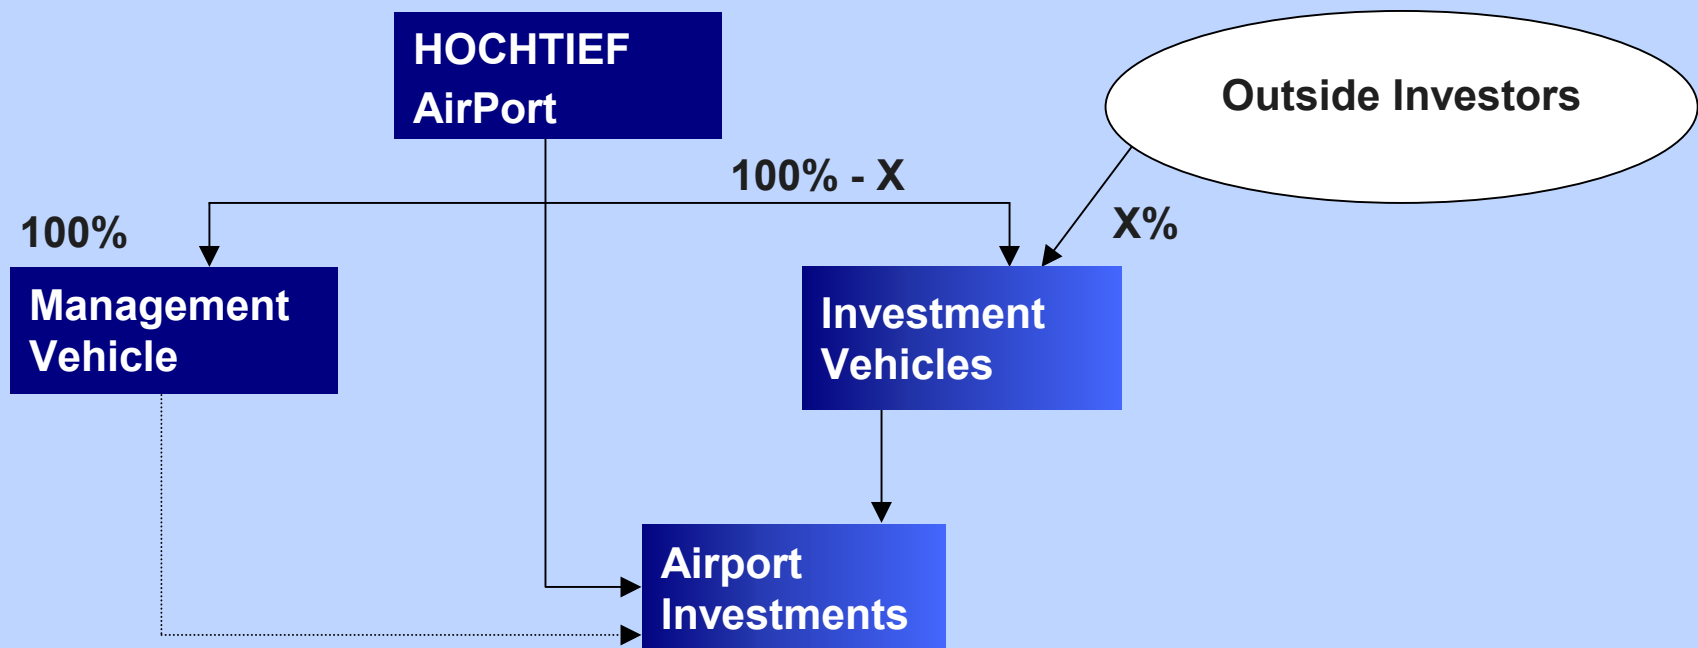 HOCHTIEF
AirPort
Outside Investors
100% - X
X%
100%
Management
Vehicle
Investment
Vehicles
Airport
Investments